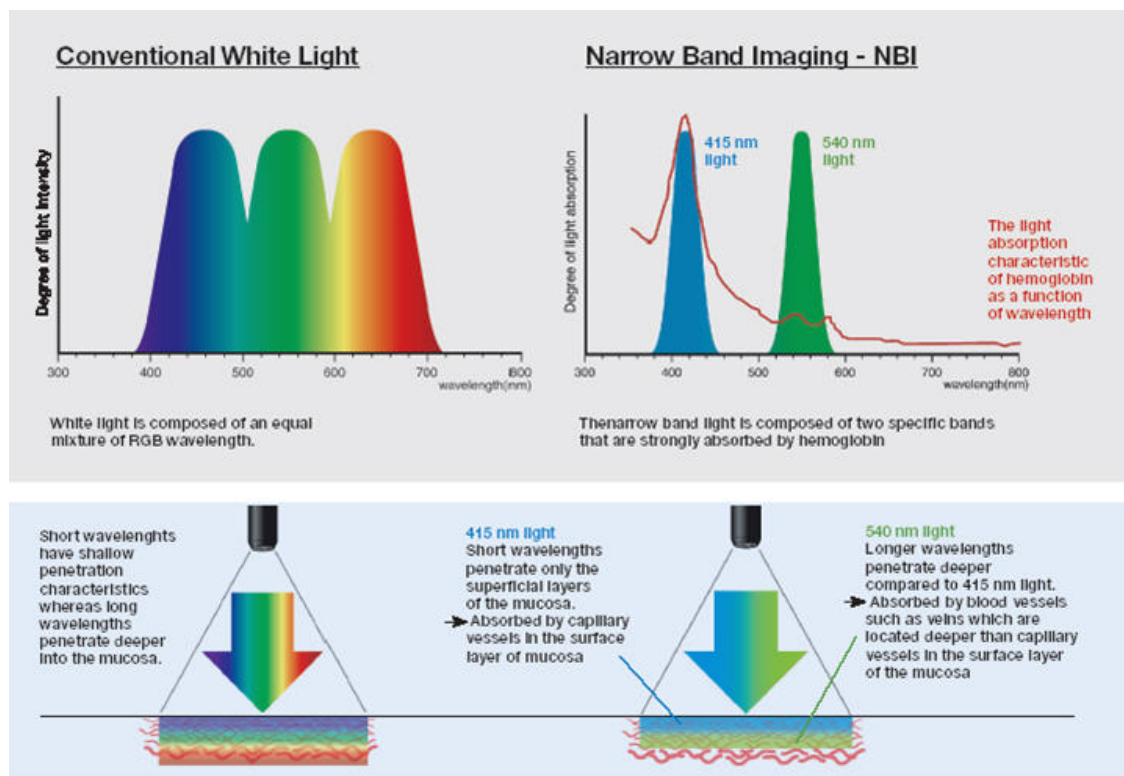 Conventional White Light
Degree of light intensity
300
400
500
600
700
800
wavelength(nm)
White light is composed of an equal
mixture of RGB wavelength.
Narrow Band Imaging - NBI
Degree of light absorption
415 nm
light
540 nm
light
The light
absorption
characteristic
of hemoglobin
as a function
of wavelength
300
400
500
600
700
800
wavelength(nm)
Thenarrow band light is composed of two specific bands
that are strongly absorbed by hemoglobin
Short wavelenghts
have shallow
penetration
characteristics
whereas long
wavelengths
penetrate deeper
into the mucosa.
415 nm light
Short wavelengths
penetrate only the
superficial layers
of the mucosa.
Absorbed by capillary
vessels in the surface
layer of mucosa
540 nm light
Longer wavelengths
penetrate deeper
compared to 415 nm light.
Absorbed by blood vessels
such as veins which are
located deeper than capillary
vessels in the surface layer
of the mucosa